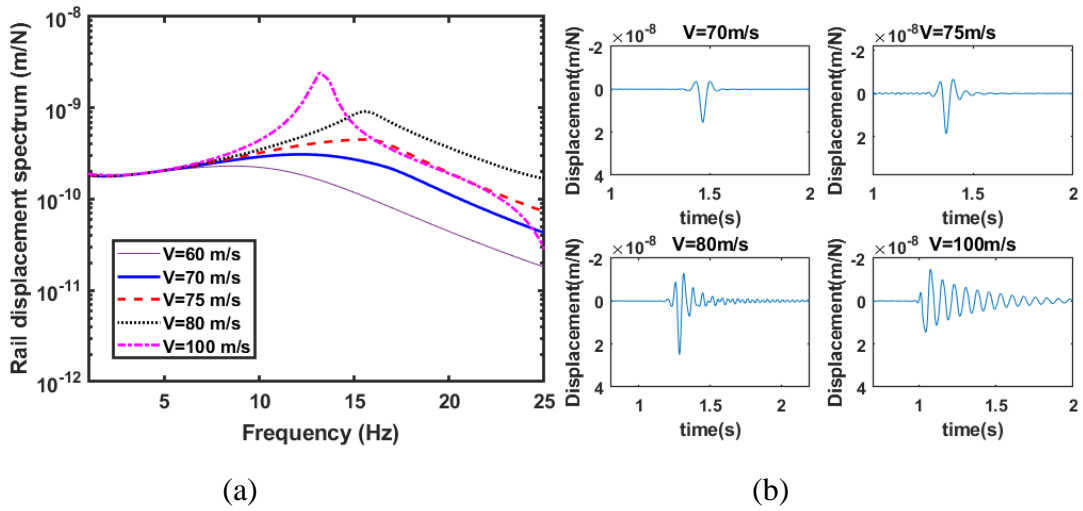 Rail displacement spectrum (m/N)
10^-8
10^-9
10^-10
10^-11
10^-12
V=60 m/s
V=70 m/s
V=75 m/s
V=80 m/s
V=100 m/s
5 10 15 20 25
Frequency (Hz)
(a)
×10^-8 V=70m/s
Displacement(m/N)
-2
0
2
4
1 1.5 2
time(s)
×10^-8 V=75m/s
Displacement(m/N)
-2
0
2
4
1 1.5 2
time(s)
×10^-8 V=80m/s
Displacement(m/N)
-2
0
2
4
1 1.5 2
time(s)
×10^-8 V=100m/s
Displacement(m/N)
-2
0
2
4
1 1.5 2
time(s)
(b)